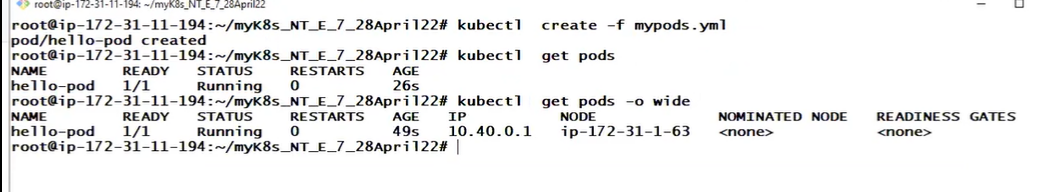 root@ip-172-31-11-194: ~/myK8s_NT_E_7_28April22
root@ip-172-31-11-194:~/myK8s_NT_E_7_28April22# kubectl create -f mypods.yml
pod/hello-pod created
root@ip-172-31-11-194:~/myK8s_NT_E_7_28April22# kubectl get pods
NAME READY STATUS RESTARTS AGE
hello-pod 1/1 Running 0 26s
root@ip-172-31-11-194:~/myK8s_NT_E_7_28April22# kubectl get pods -o wide
NAME READY STATUS RESTARTS AGE IP NODE NOMINATED NODE READINESS GATES
hello-pod 1/1 Running 0 49s 10.40.0.1 ip-172-31-1-63 <none> <none>
root@ip-172-31-11-194:~/myK8s_NT_E_7_28April22#